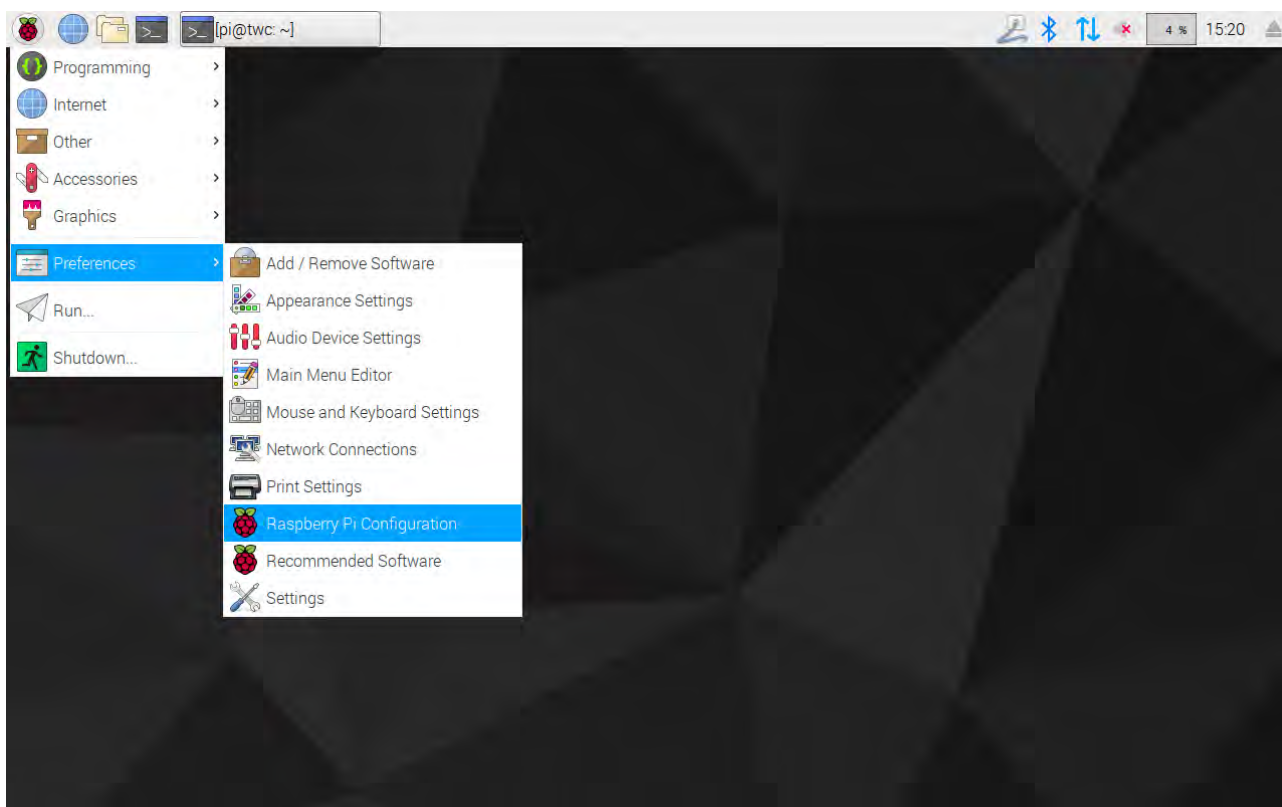 [pi@twc: ~]
4 %
15:20
Programming
Internet
Other
Accessories
Graphics
Preferences
Run...
Shutdown...
Add / Remove Software
Appearance Settings
Audio Device Settings
Main Menu Editor
Mouse and Keyboard Settings
Network Connections
Print Settings
Raspberry Pi Configuration
Recommended Software
Settings